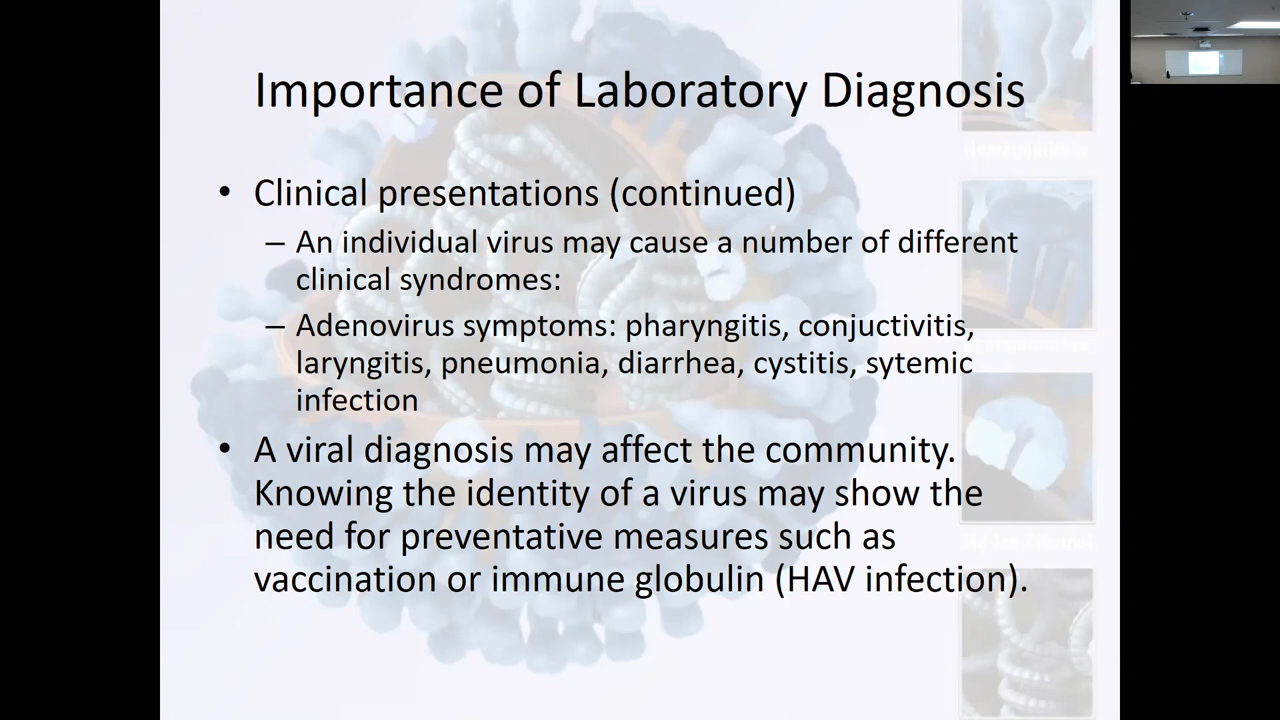 Importance of Laboratory Diagnosis
• Clinical presentations (continued)
– An individual virus may cause a number of different
clinical syndromes:
– Adenovirus symptoms: pharyngitis, conjuctivitis,
laryngitis, pneumonia, diarrhea, cystitis, sytemic
infection
• A viral diagnosis may affect the community.
Knowing the identity of a virus may show the
need for preventative measures such as
vaccination or immune globulin (HAV infection).